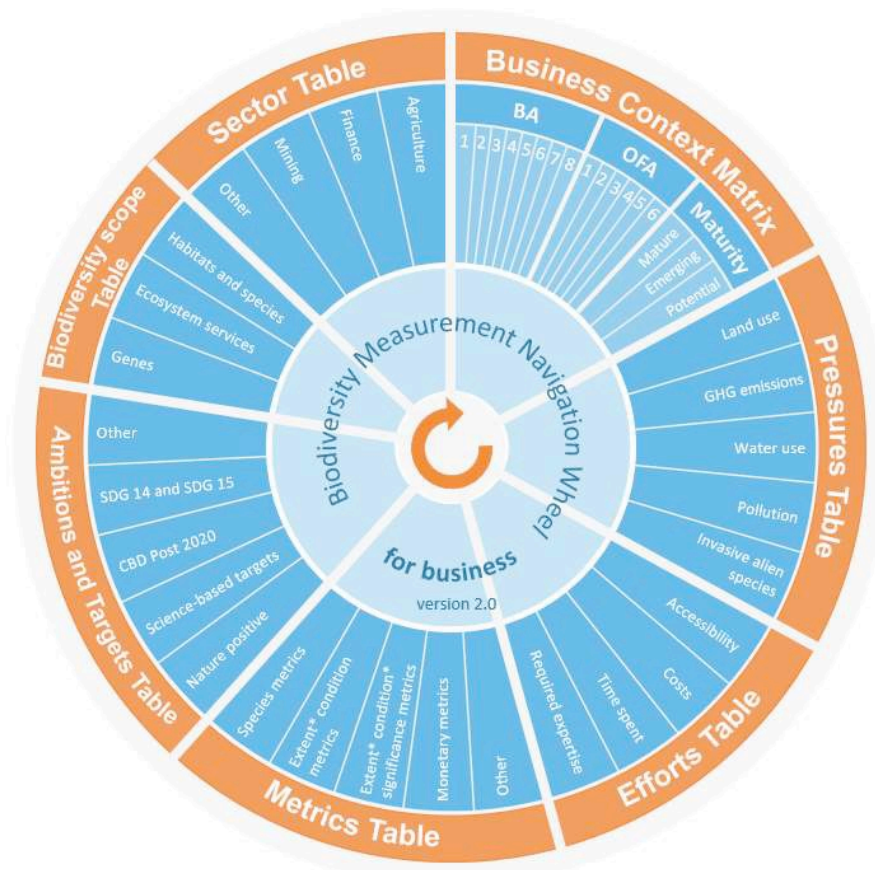 Business Context Matrix
BA
1 2 3 4 5 6 7 8
OFA
1 2 3 4 5 6
Maturity
Mature
Emerging
Potential
Pressures Table
Land use
GHG emissions
Water use
Pollution
Invasive alien
species
Efforts Table
Accessibility
Costs
Time spent
Required expertise
Metrics Table
Other
Monetary metrics
Extent* condition*
significance metrics
Extent* condition
metrics
Species metrics
Ambitions and Targets Table
Nature positive
Science-based targets
CBD Post 2020
SDG 14 and SDG 15
Other
Biodiversity scope
Table
Genes
Ecosystem services
Habitats and species
Sector Table
Other
Mining
Finance
Agriculture
Biodiversity Measurement Navigation Wheel
for business
version 2.0